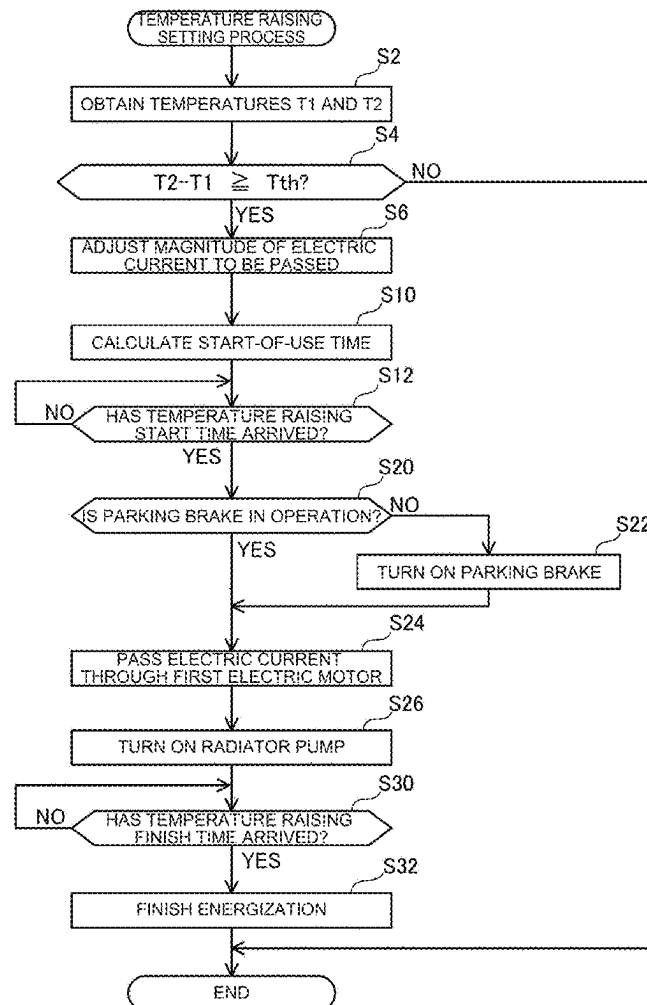 TEMPERATURE RAISING
SETTING PROCESS
S2
OBTAIN TEMPERATURES T1 AND T2
S4
T2-T1 ≧ Tth?
NO
YES
S6
ADJUST MAGNITUDE OF ELECTRIC
CURRENT TO BE PASSED
S10
CALCULATE START-OF-USE TIME
S12
NO
HAS TEMPERATURE RAISING
START TIME ARRIVED?
YES
S20
IS PARKING BRAKE IN OPERATION?
NO
YES
S22
TURN ON PARKING BRAKE
S24
PASS ELECTRIC CURRENT
THROUGH FIRST ELECTRIC MOTOR
S26
TURN ON RADIATOR PUMP
S30
NO
HAS TEMPERATURE RAISING
FINISH TIME ARRIVED?
YES
S32
FINISH ENERGIZATION
END